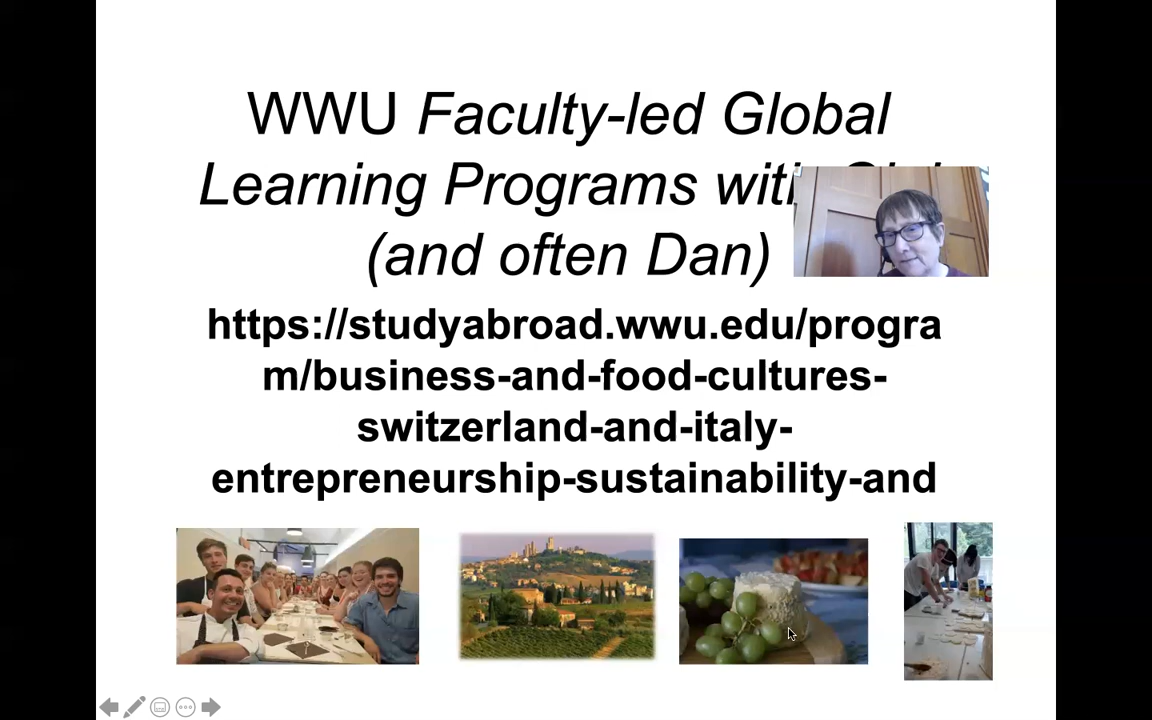 WWU Faculty-led Global
Learning Programs with
(and often Dan)
https://studyabroad.wwu.edu/progra
m/business-and-food-cultures-
switzerland-and-italy-
entrepreneurship-sustainability-and